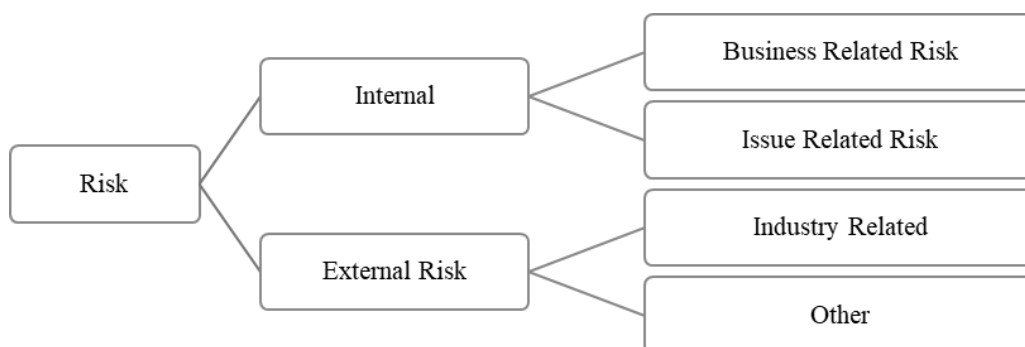 Business Related Risk
Internal
Issue Related Risk
Risk
Industry Related
External Risk
Other